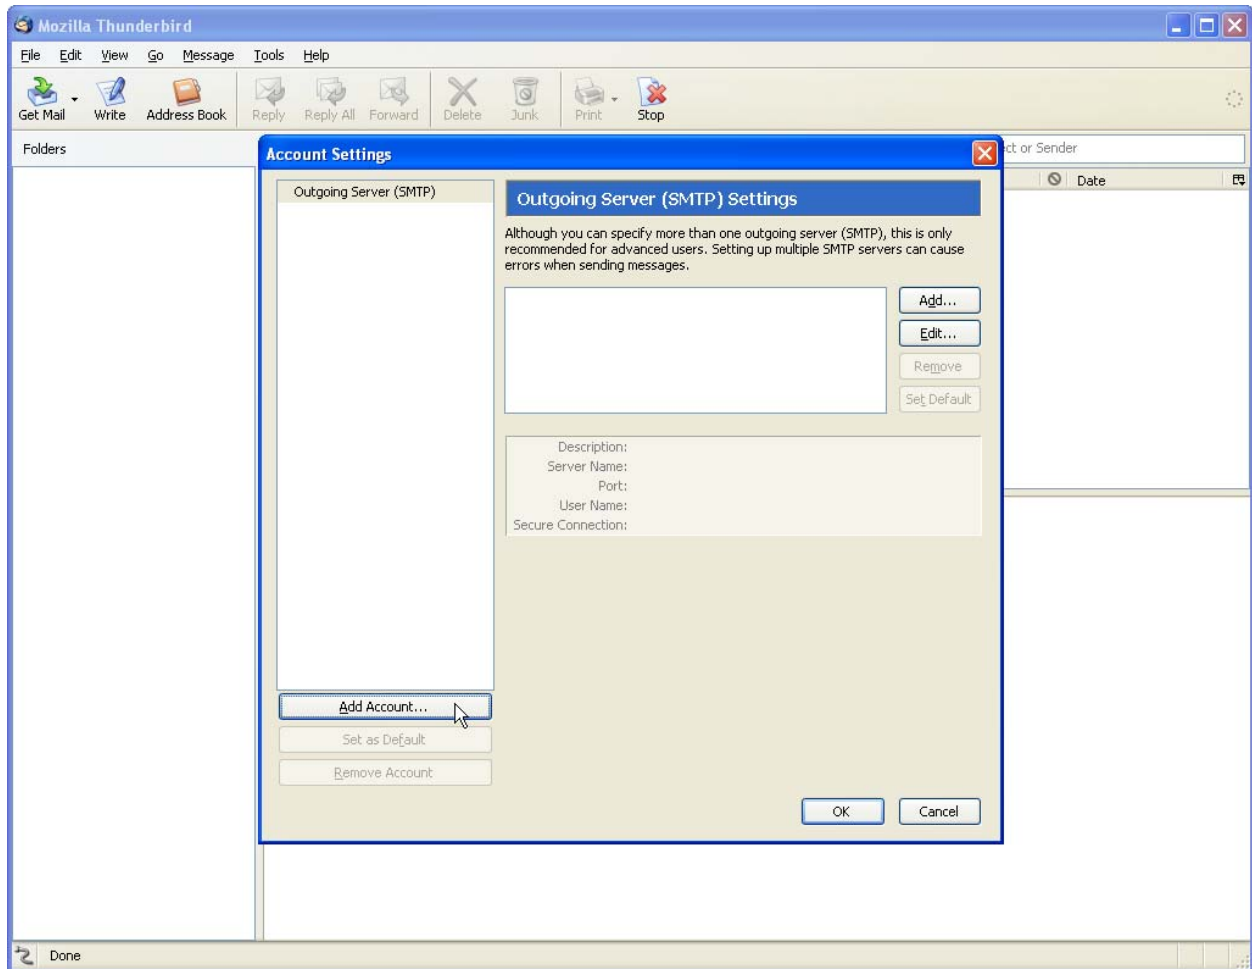 Mozilla Thunderbird
File Edit View Go Message Tools Help
Get Mail Write Address Book Reply Reply All Forward Delete Junk Print Stop
Folders
ct or Sender
Date
Account Settings
Outgoing Server (SMTP)
Outgoing Server (SMTP) Settings
Although you can specify more than one outgoing server (SMTP), this is only
recommended for advanced users. Setting up multiple SMTP servers can cause
errors when sending messages.
Add...
Edit...
Remove
Set Default
Description:
Server Name:
Port:
User Name:
Secure Connection:
Add Account...
Set as Default
Remove Account
OK Cancel
Done